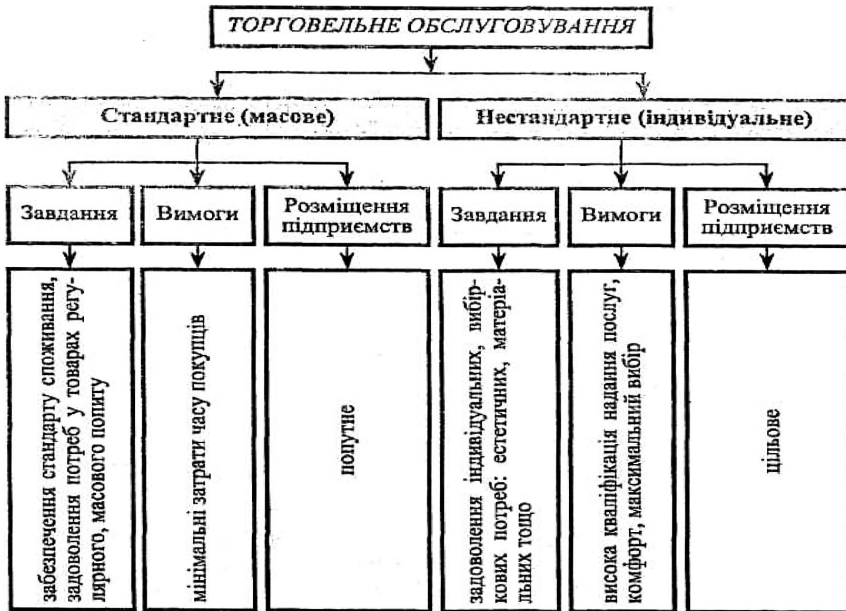 ТОРГОВЕЛЬНЕ ОБСЛУГОВУВАННЯ
Стандартне (масове)
Нестандартне (індивідуальне)
Завдання
Вимоги
Розміщення
підприємств
Завдання
Вимоги
Розміщення
підприємств
забезпечення стандарту споживання,
задоволення потреб у товарах регу-
лярного, масового попиту
мінімальні затрати часу покупців
попутне
задоволення індивідуальних, вибір-
кових потреб: естетичних, матеріа-
льних тощо
висока кваліфікація надання послуг,
комфорт, максимальний вибір
цільове